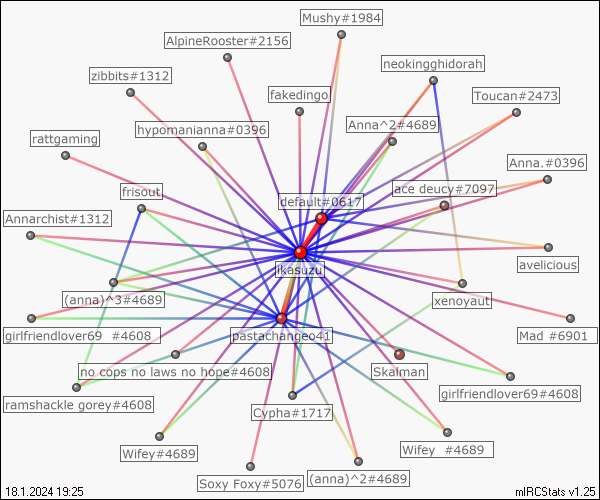 Mushy#1984
AlpineRooster#2156
neokingghidorah
zibbits#1312
fakedingo
Toucan#2473
hypomanianna#0396
Anna^2#4689
rattgaming
Anna.#0396
frisout
ace deucy#7097
default#0617
Annarchist#1312
avelicious
ikasuzu
(anna)^3#4689
xenoyaut
girlfriendlover69 #4608
pastachangeo41
Mad #6901
no cops no laws no hope#4608
Skalman
ramshackle gorey#4608
girlfriendlover69#4608
Cypha#1717
Wifey#4689
Wifey #4689
Soxy Foxy#5076
(anna)^2#4689
18.1.2024 19:25
mIRCStats v1.25